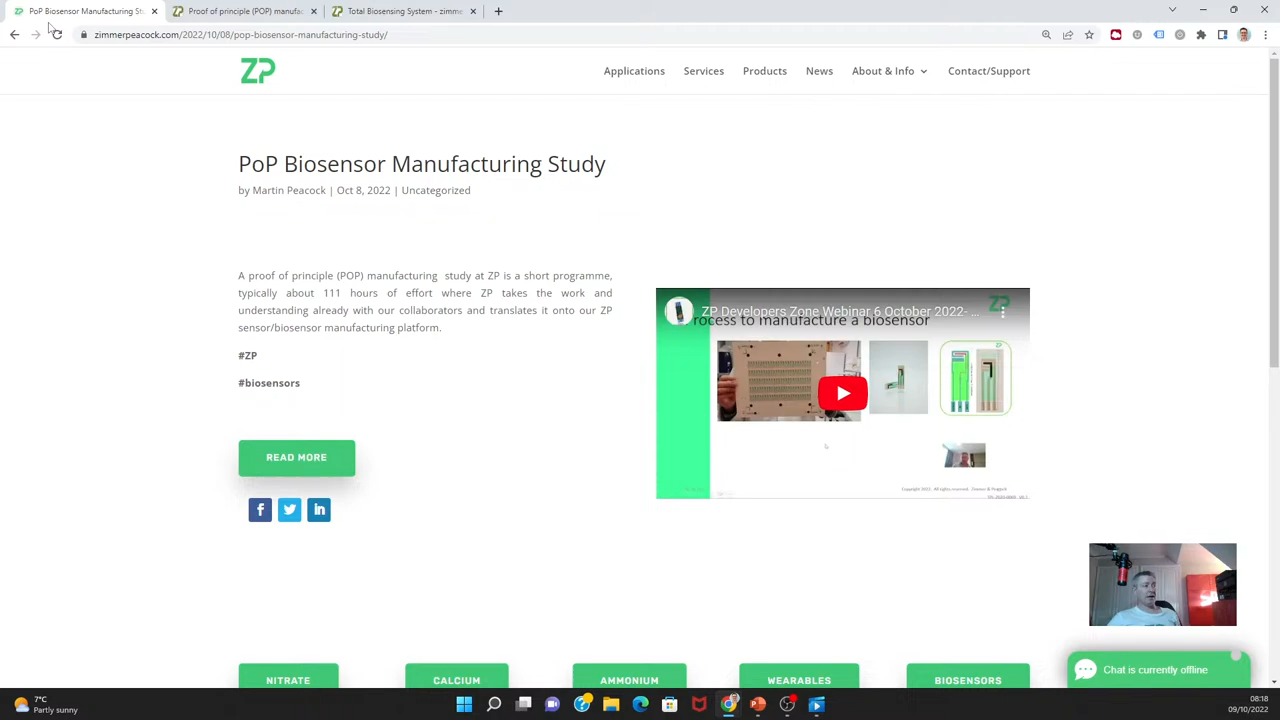 PoP Biosensor Manufacturing Stu
Proof of principle (POP)
Total Biosensing System - zimme
zimmerpeacock.com/2022/10/08/pop-biosensor-manufacturing-study/
ZP
Applications Services Products News About & Info Contact/Support
PoP Biosensor Manufacturing Study
by Martin Peacock | Oct 8, 2022 | Uncategorized
A proof of principle (POP) manufacturing study at ZP is a short programme,
typically about 111 hours of effort where ZP takes the work and
understanding already with our collaborators and translates it onto our ZP
sensor/biosensor manufacturing platform.
#ZP
#biosensors
READ MORE
ZP
ZP Developers Zone Webinar 6 October 2022- ...
rocess to manufacture a biosensor
NITRATE CALCIUM AMMONIUM WEARABLES BIOSENSORS
Chat is currently offline
7°C
Partly sunny
08:18
09/10/2022